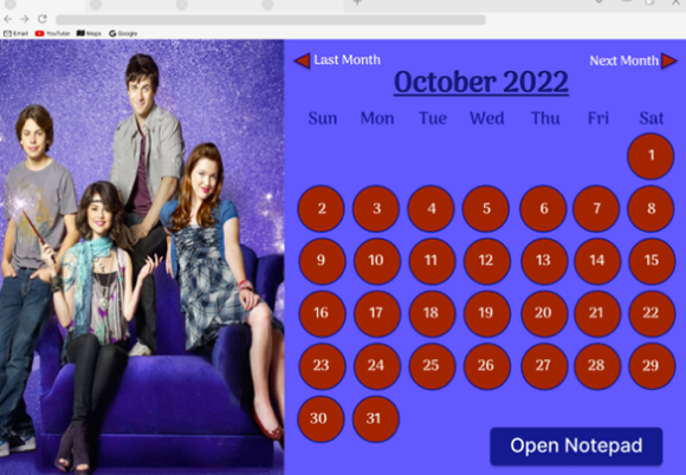 Email YouTube Maps Google
Last Month
Next Month
October 2022
Sun Mon Tue Wed Thu Fri Sat
1
2 3 4 5 6 7 8
9 10 11 12 13 14 15
16 17 18 19 20 21 22
23 24 25 26 27 28 29
30 31
Open Notepad